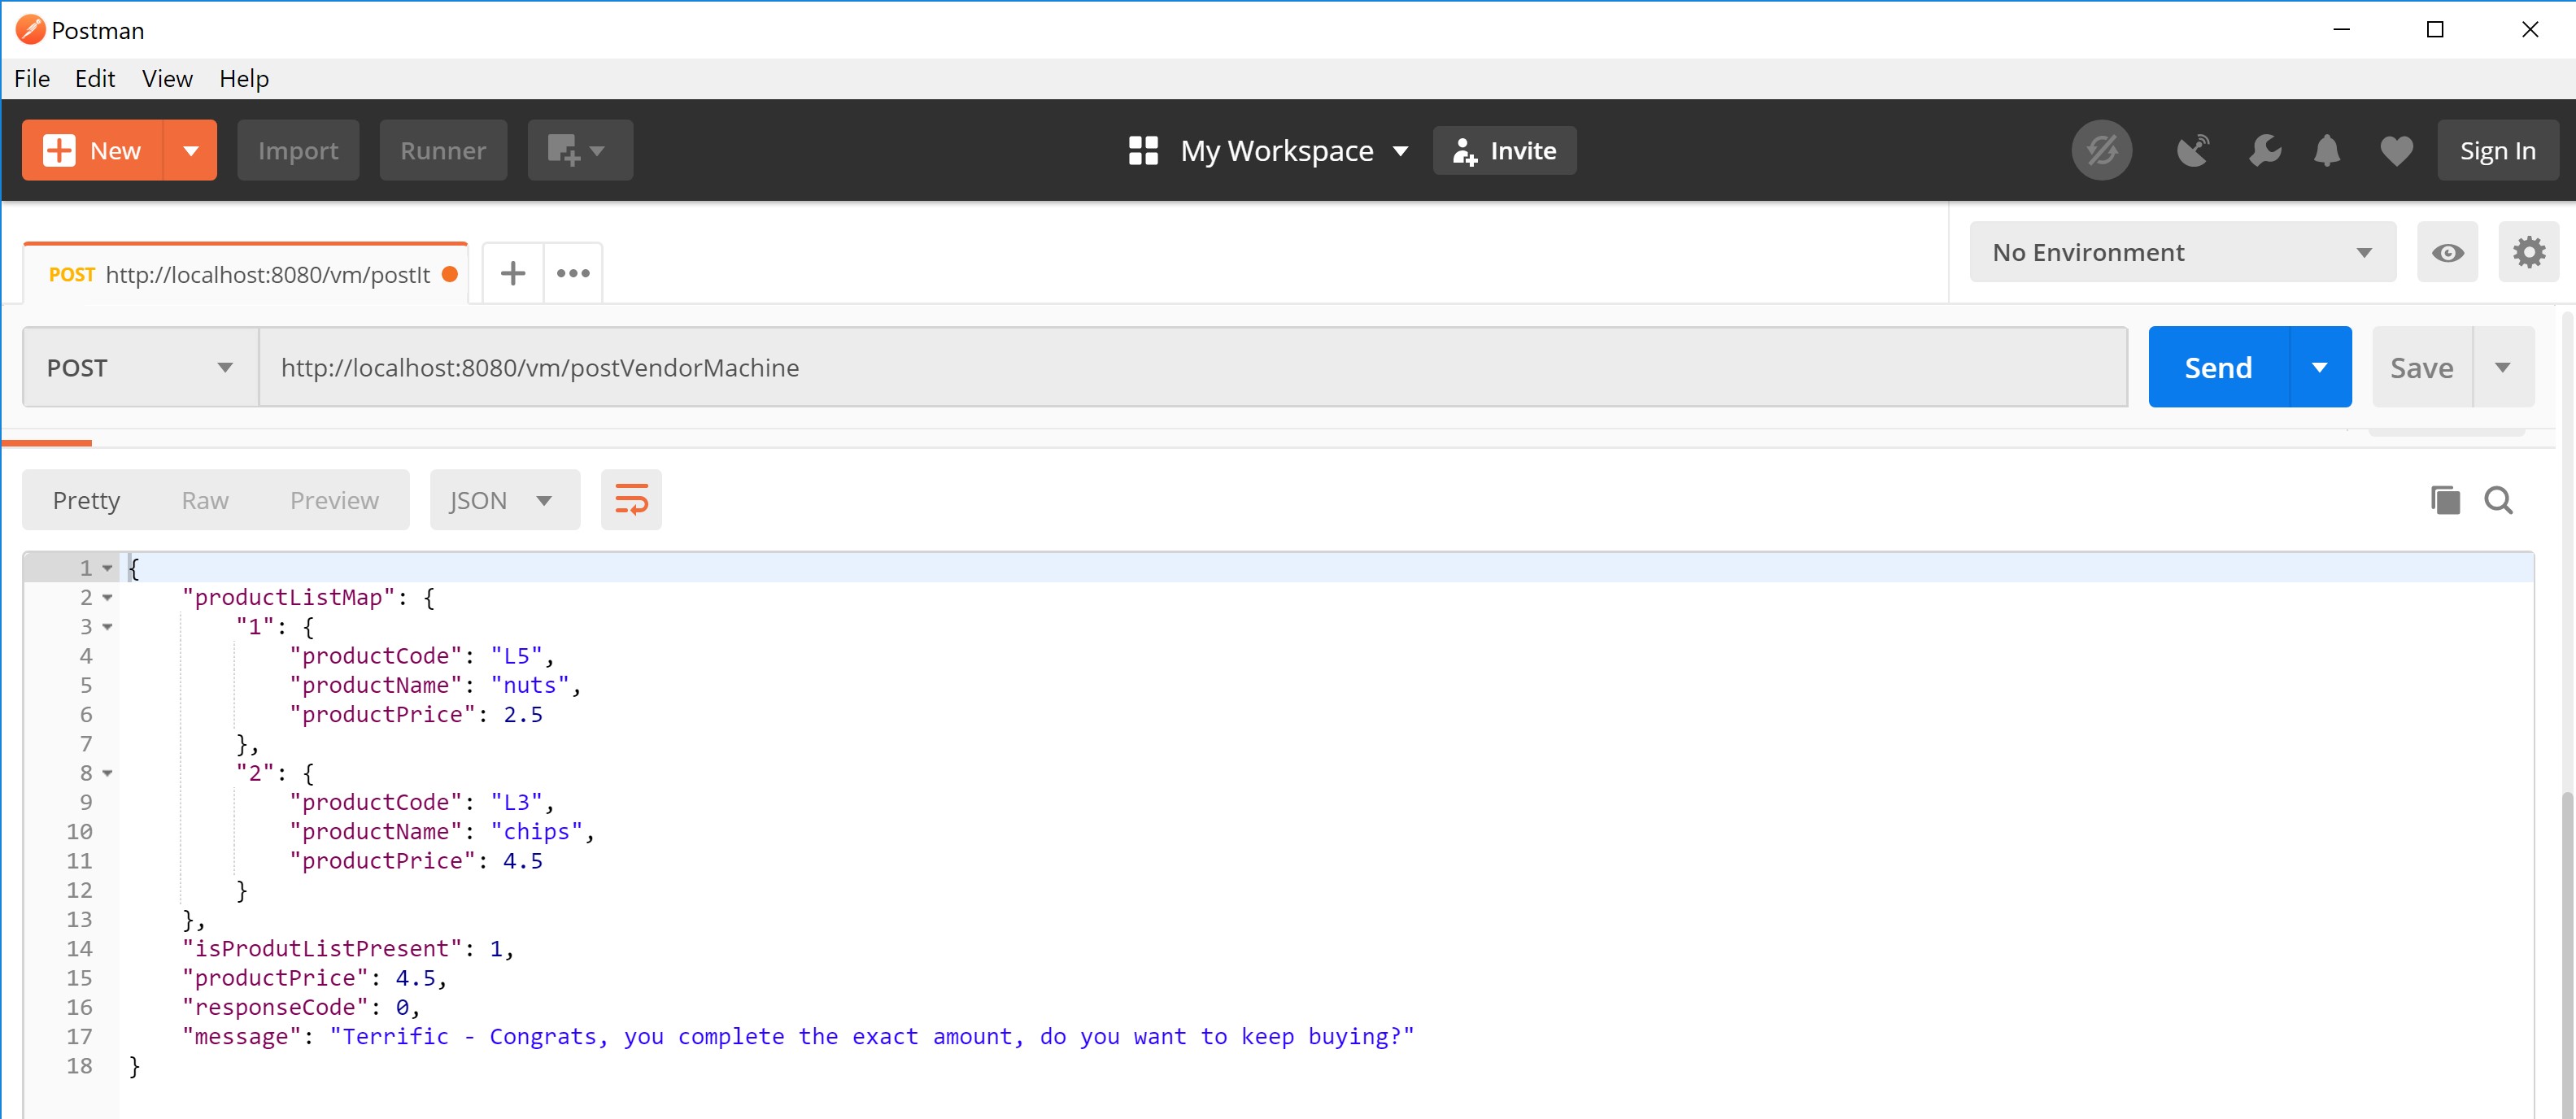 Postman
File Edit View Help
New Import Runner My Workspace Invite Sign In
POST http://localhost:8080/vm/postIt No Environment
POST http://localhost:8080/vm/postVendorMachine Send Save
Pretty Raw Preview JSON
1 {
2 "productListMap": {
3 "1": {
4 "productCode": "L5",
5 "productName": "nuts",
6 "productPrice": 2.5
7 },
8 "2": {
9 "productCode": "L3",
10 "productName": "chips",
11 "productPrice": 4.5
12 }
13 },
14 "isProdutListPresent": 1,
15 "productPrice": 4.5,
16 "responseCode": 0,
17 "message": "Terrific - Congrats, you complete the exact amount, do you want to keep buying?"
18 }